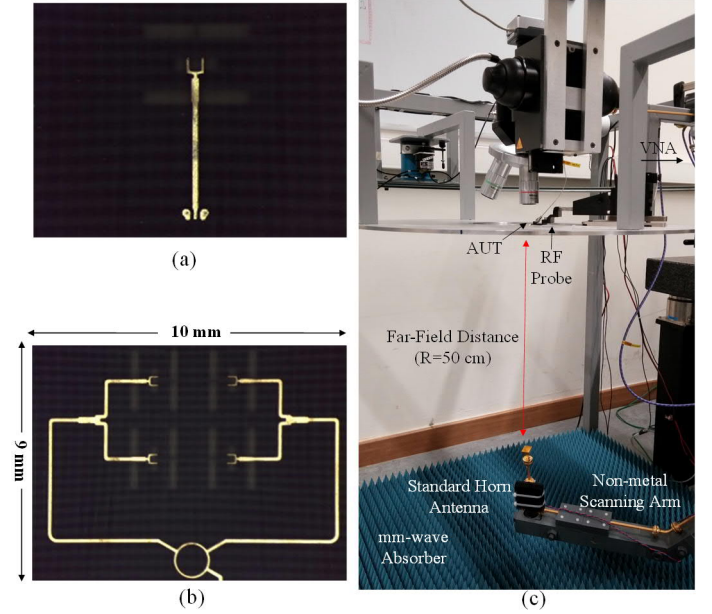 (a)
10 mm
9 mm
(b)
VNA
AUT
RF
Probe
Far-Field Distance
(R=50 cm)
Standard Horn
Antenna
Non-metal
Scanning Arm
mm-wave
Absorber
(c)